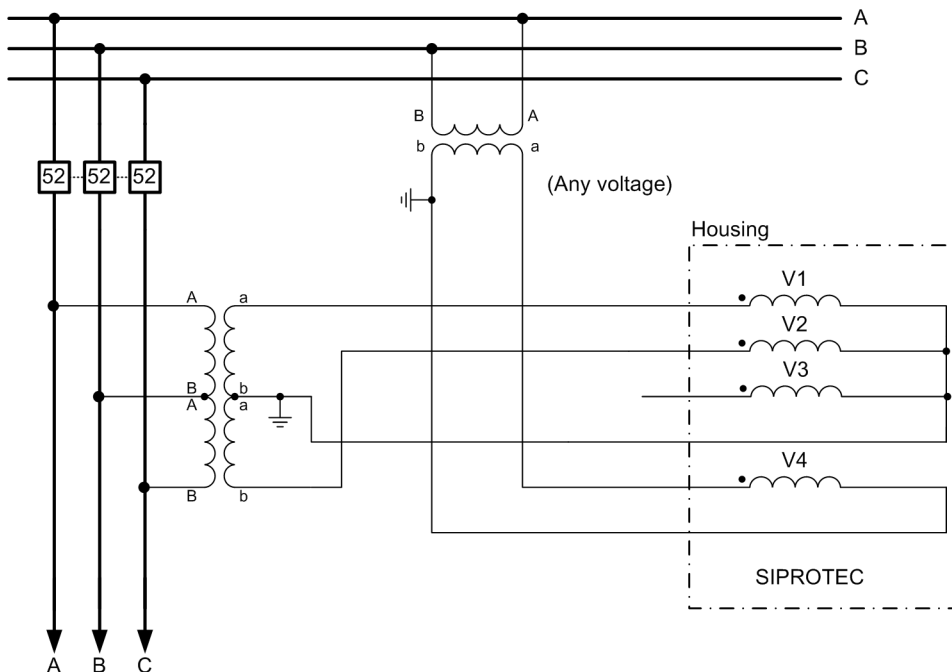 A
B
C
B A
b a
52 52 52
(Any voltage)
Housing
V1
A a
V2
V3
B b
A a
V4
B b
SIPROTEC
A B C